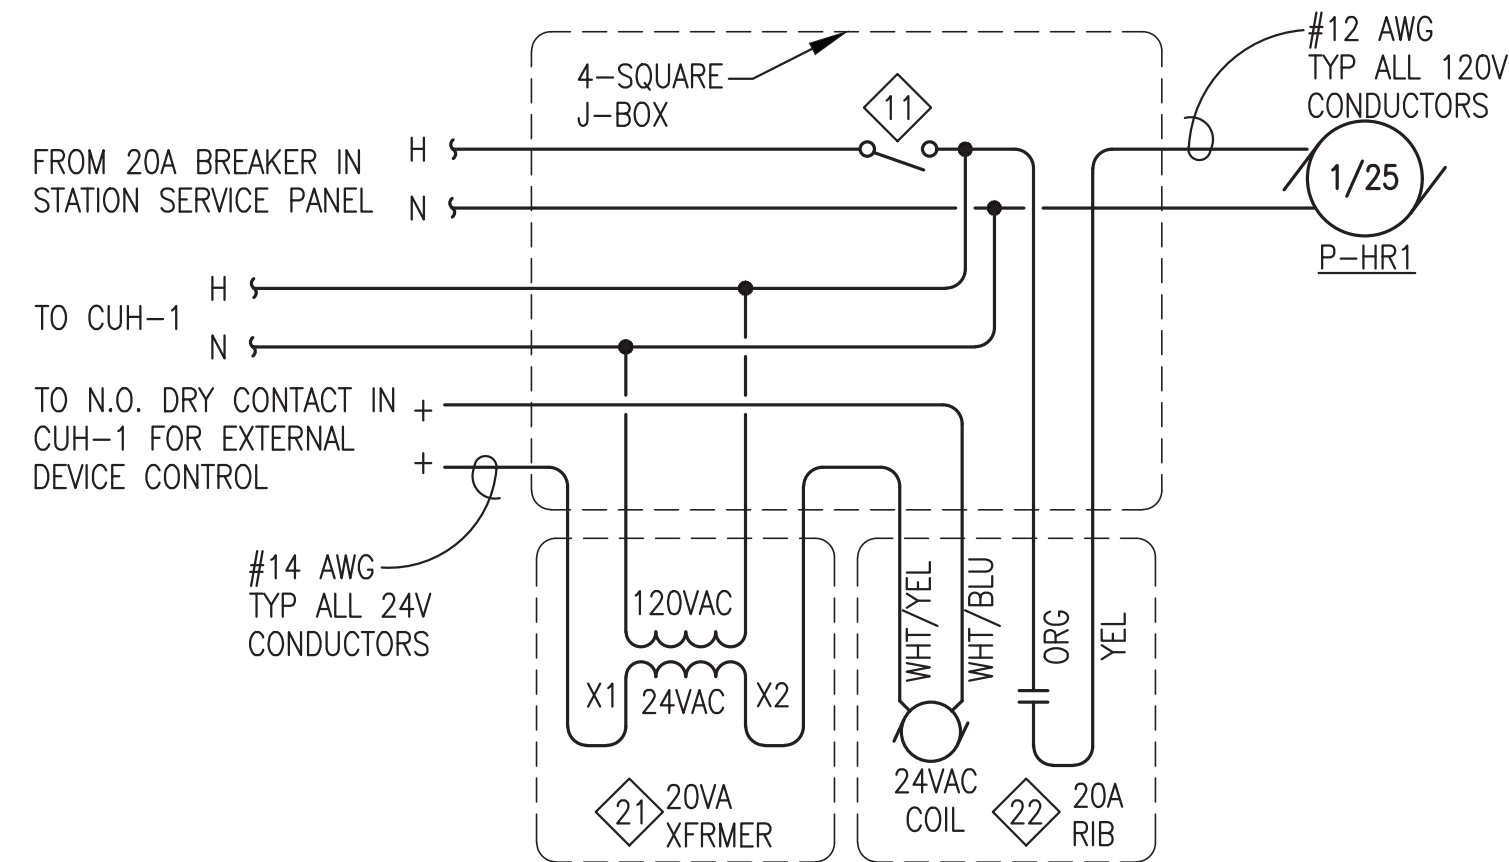 #12 AWG
TYP ALL 120V
CONDUCTORS
4-SQUARE
J-BOX
11
FROM 20A BREAKER IN
STATION SERVICE PANEL
H
N
1/25
P-HR1
TO CUH-1
H
N
TO N.O. DRY CONTACT IN
CUH-1 FOR EXTERNAL
DEVICE CONTROL
+
+
#14 AWG
TYP ALL 24V
CONDUCTORS
120VAC
X1
24VAC
X2
WHT/YEL
WHT/BLU
ORG
YEL
21
20VA
XFRMER
24VAC
COIL
22
20A
RIB